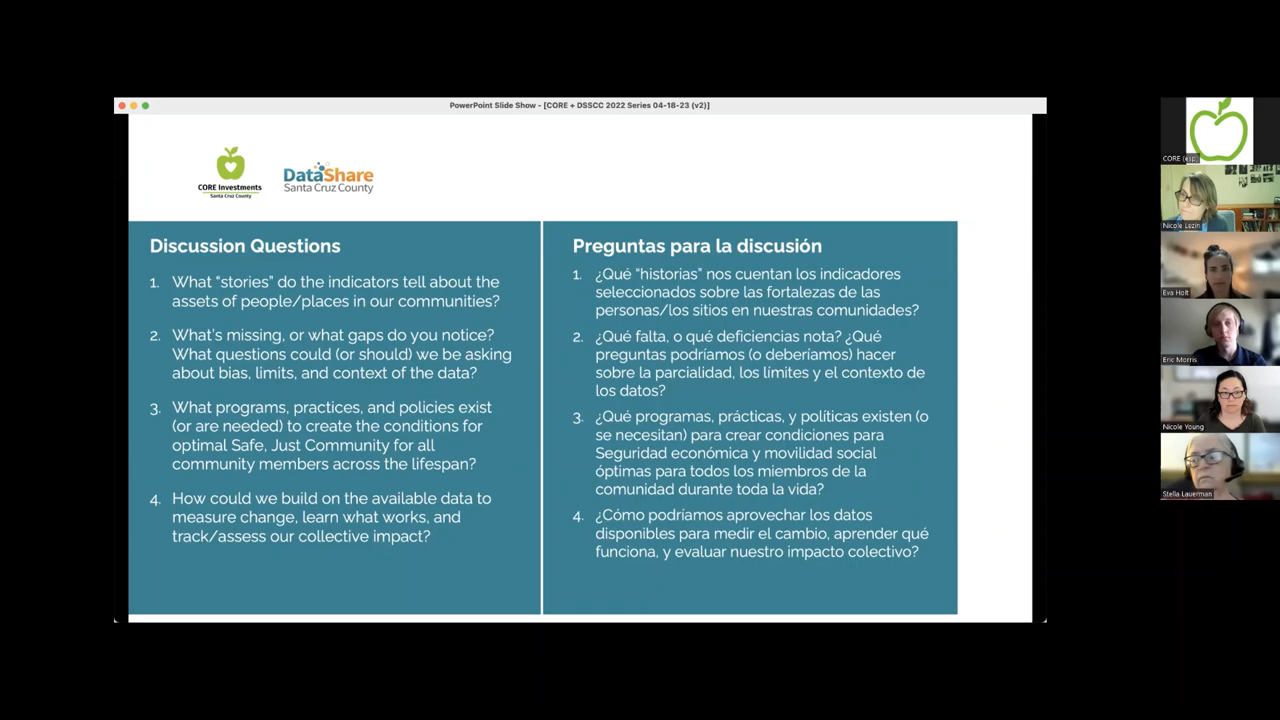 PowerPoint Slide Show - [CORE + DSSCC 2022 Series 04-18-23 (v2)]
CORE Investments
Santa Cruz County
DataShare
Santa Cruz County
Discussion Questions
1. What “stories” do the indicators tell about the
assets of people/places in our communities?
2. What’s missing, or what gaps do you notice?
What questions could (or should) we be asking
about bias, limits, and context of the data?
3. What programs, practices, and policies exist
(or are needed) to create the conditions for
optimal Safe, Just Community for all
community members across the lifespan?
4. How could we build on the available data to
measure change, learn what works, and
track/assess our collective impact?
Preguntas para la discusión
1. ¿Qué “historias” nos cuentan los indicadores
seleccionados sobre las fortalezas de las
personas/los sitios en nuestras comunidades?
2. ¿Qué falta, o qué deficiencias nota? ¿Qué
preguntas podríamos (o deberíamos) hacer
sobre la parcialidad, los límites y el contexto de
los datos?
3. ¿Qué programas, prácticas, y políticas existen (o
se necesitan) para crear condiciones para
Seguridad económica y movilidad social
óptimas para todos los miembros de la
comunidad durante toda la vida?
4. ¿Cómo podríamos aprovechar los datos
disponibles para medir el cambio, aprender qué
funciona, y evaluar nuestro impacto colectivo?
CORE (esp)
Nicole Lezin
Eva Holt
Eric Morris
Nicole Young
Stella Lauerman